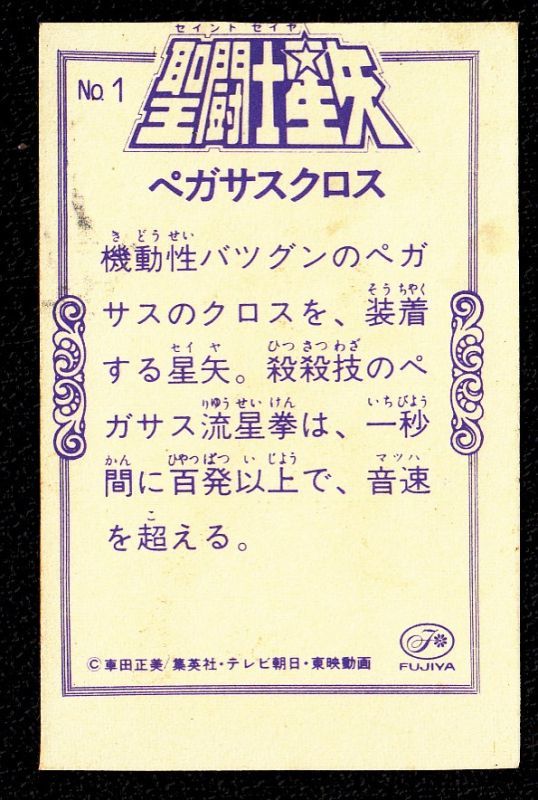 セイント セイヤ
No. 1
聖闘士星矢
ペガサスクロス
きどうせい
機動性バツグンのペガ
そうちゃく
サスのクロスを、装着
セイヤ ひっさつわざ
する星矢。殺殺技のペ
りゅうせいけん いちびょう
ガサス流星拳は、一秒
かん ひゃっぱつ いじょう マッハ
間に百発以上で、音速
こ
を超える。
©車田正美/集英社・テレビ朝日・東映動画
F
FUJIYA